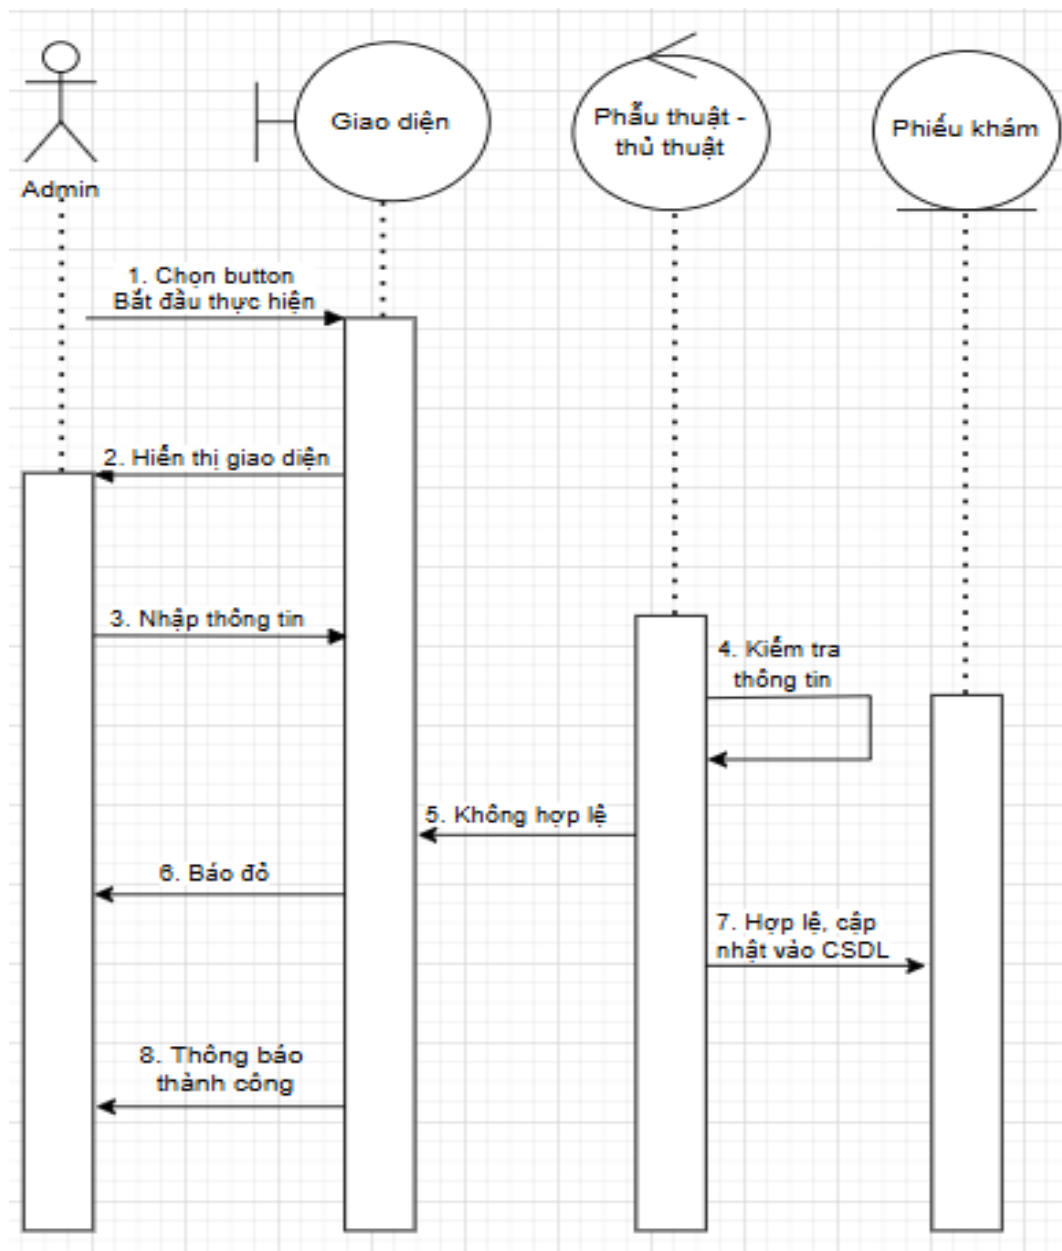 Giao diện
Phẫu thuật -
thủ thuật
Phiếu khám
Admin
1. Chọn button
Bắt đầu thực hiện
2. Hiển thị giao diện
3. Nhập thông tin
4. Kiểm tra
thông tin
5. Không hợp lệ
6. Báo đỏ
7. Hợp lệ, cập
nhật vào CSDL
8. Thông báo
thành công